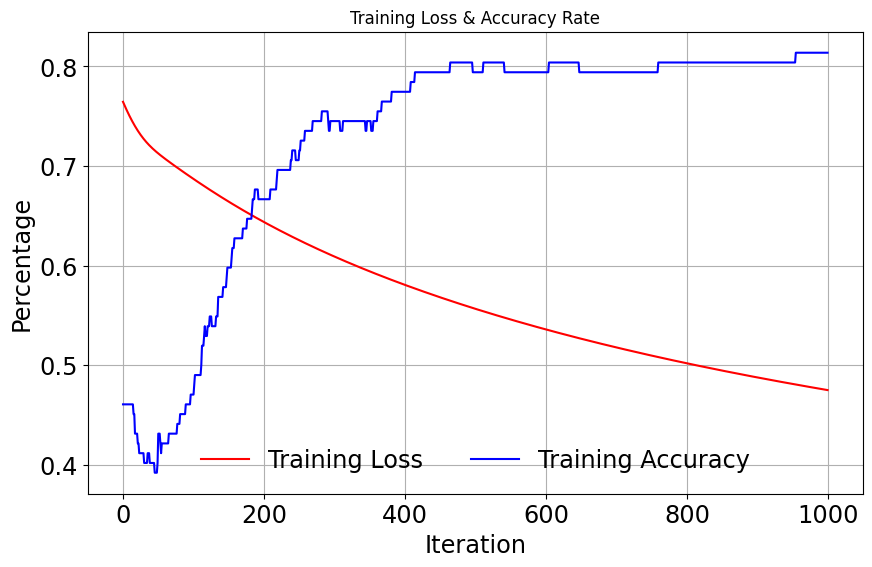 Training Loss & Accuracy Rate
Percentage
0.8
0.7
0.6
0.5
0.4
Training Loss
Training Accuracy
0 200 400 600 800 1000
Iteration